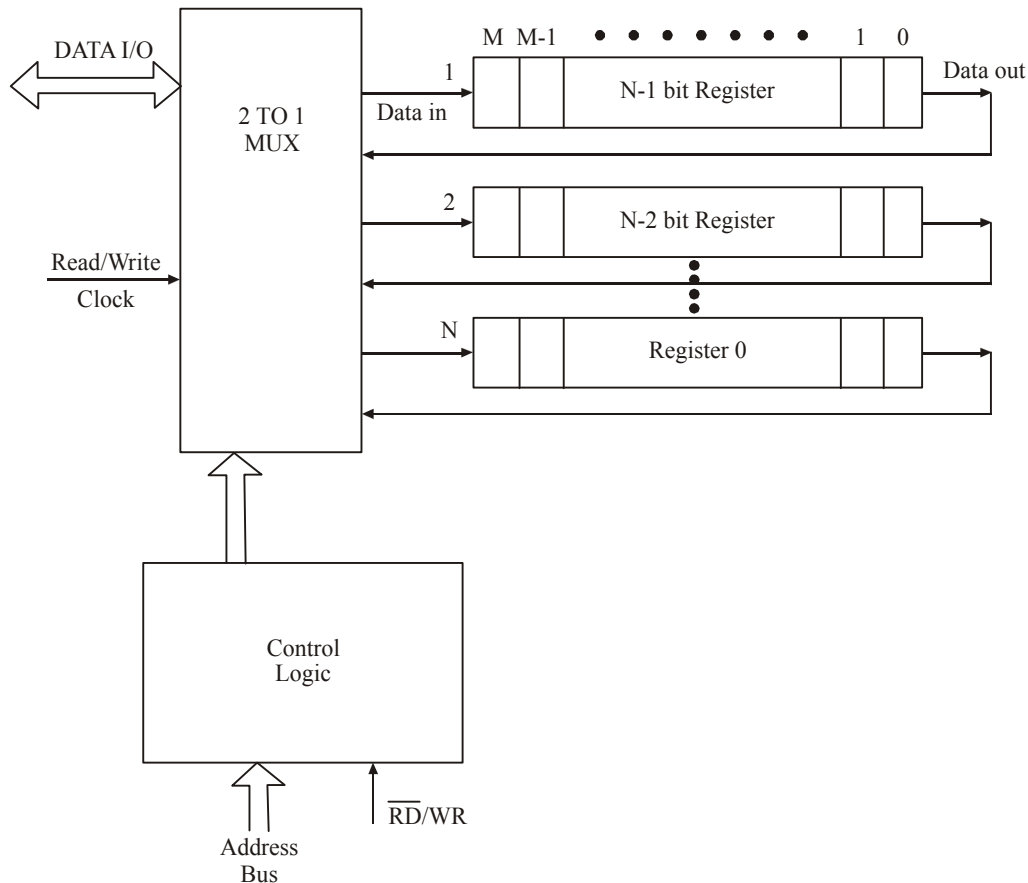 M M-1 1 0
DATA I/O
1
N-1 bit Register
Data out
Data in
2 TO 1
MUX
2
N-2 bit Register
Read/Write
Clock
N
Register 0
Control
Logic
R̅D̅/WR
Address
Bus